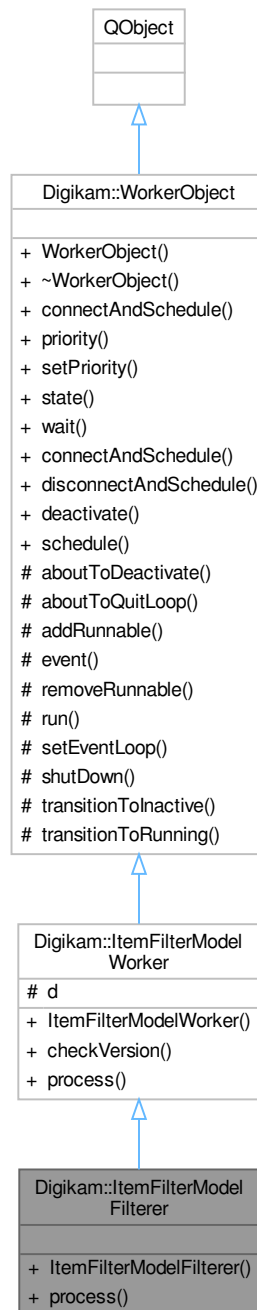 QObject
Digikam::WorkerObject
+ WorkerObject()
+ ~WorkerObject()
+ connectAndSchedule()
+ priority()
+ setPriority()
+ state()
+ wait()
+ connectAndSchedule()
+ disconnectAndSchedule()
+ deactivate()
+ schedule()
# aboutToDeactivate()
# aboutToQuitLoop()
# addRunnable()
# event()
# removeRunnable()
# run()
# setEventLoop()
# shutDown()
# transitionToInactive()
# transitionToRunning()
Digikam::ItemFilterModel
Worker
# d
+ ItemFilterModelWorker()
+ checkVersion()
+ process()
Digikam::ItemFilterModel
Filterer
+ ItemFilterModelFilterer()
+ process()